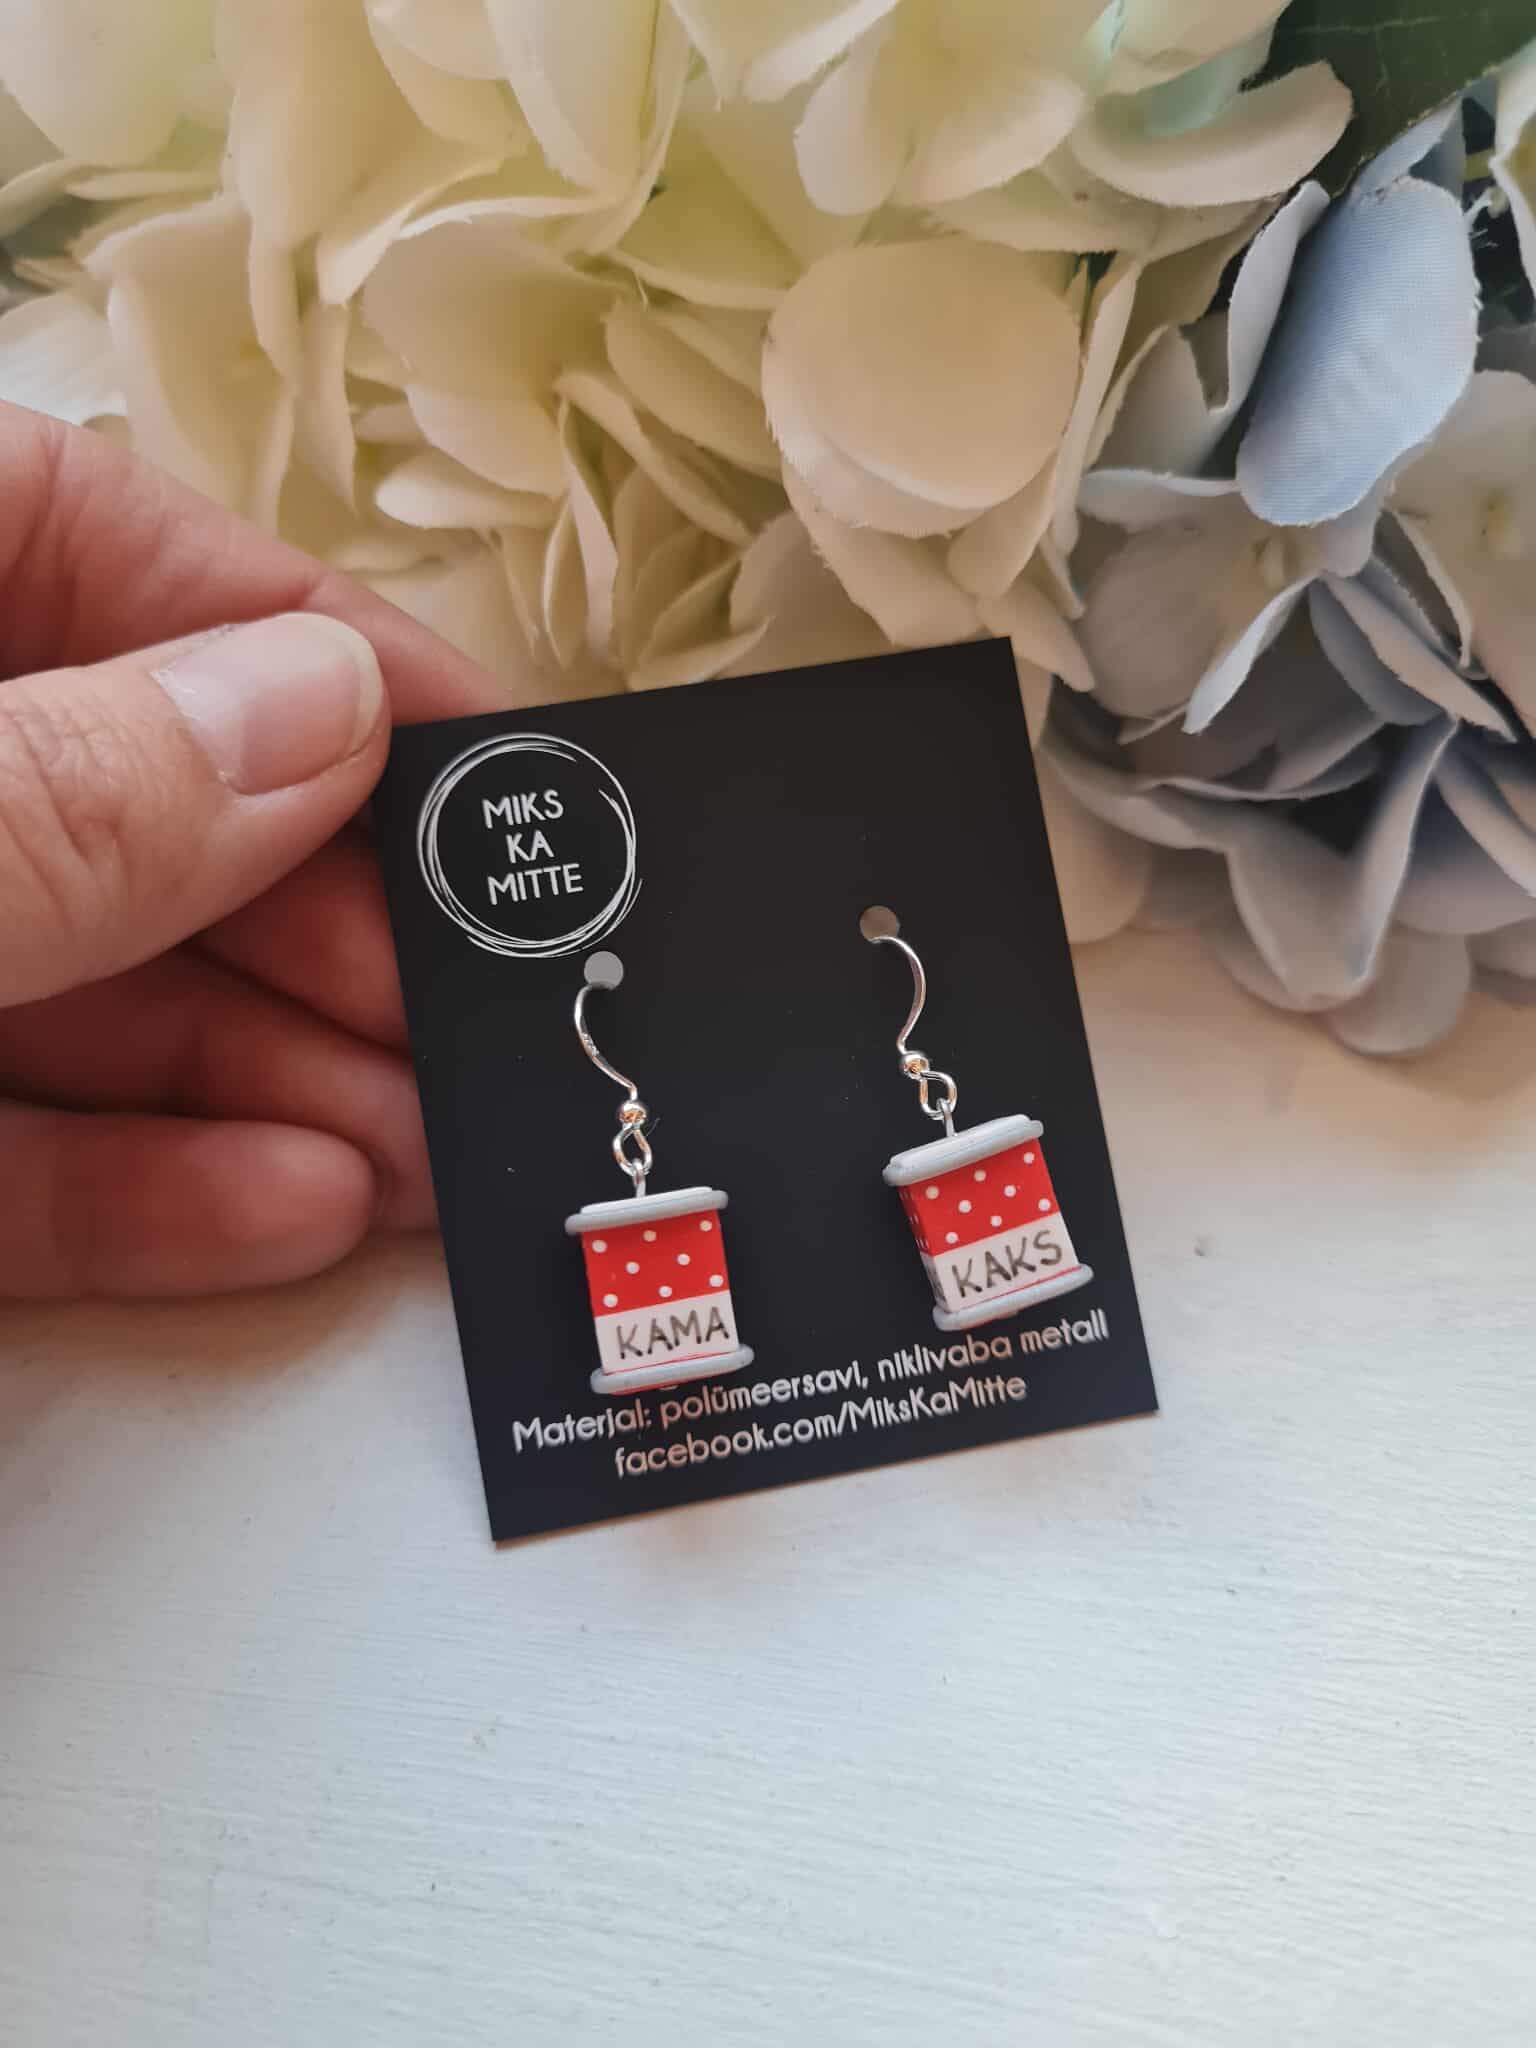 MIKS
KA
MITTE
KAMA
KAKS
Materjal: polümeersavi, niklivaba metall
facebook.com/MiksKaMitte